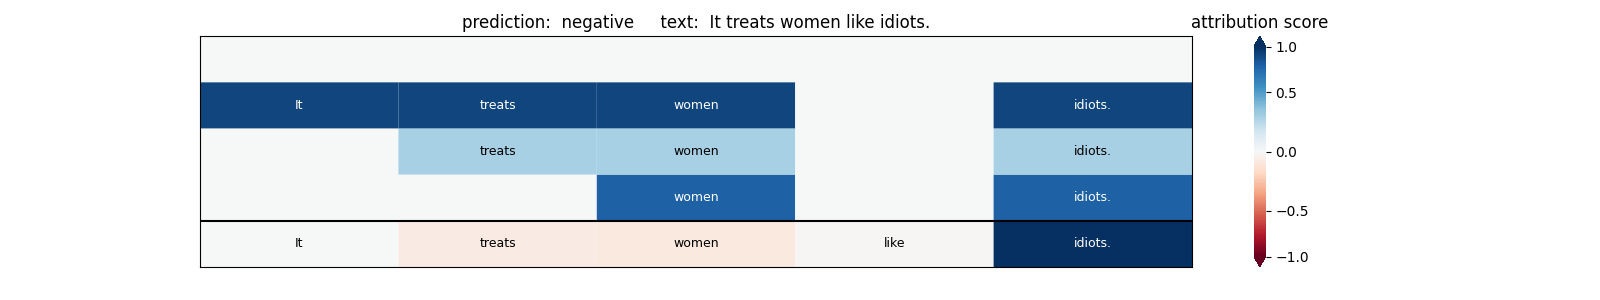 prediction:  negative     text:  It treats women like idiots.
attribution score
It treats women idiots.
treats women idiots.
women idiots.
It treats women like idiots.
1.0
0.5
0.0
−0.5
−1.0